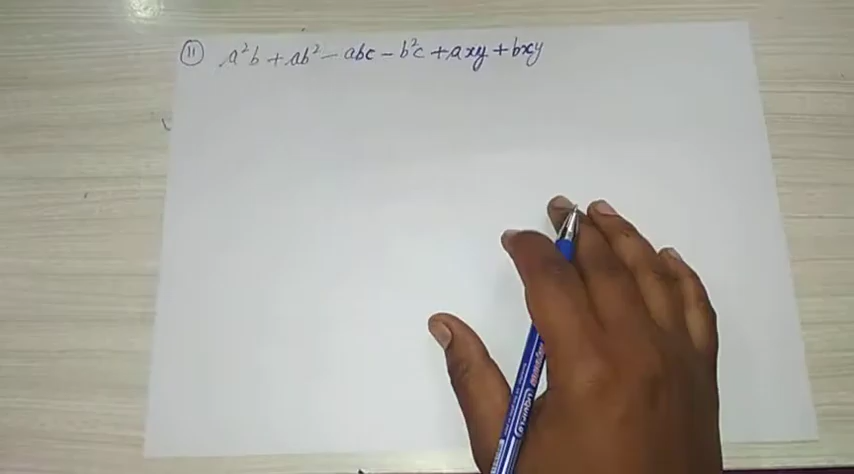 ⑪ a²b + ab² − abc − b²c + axy + bxy